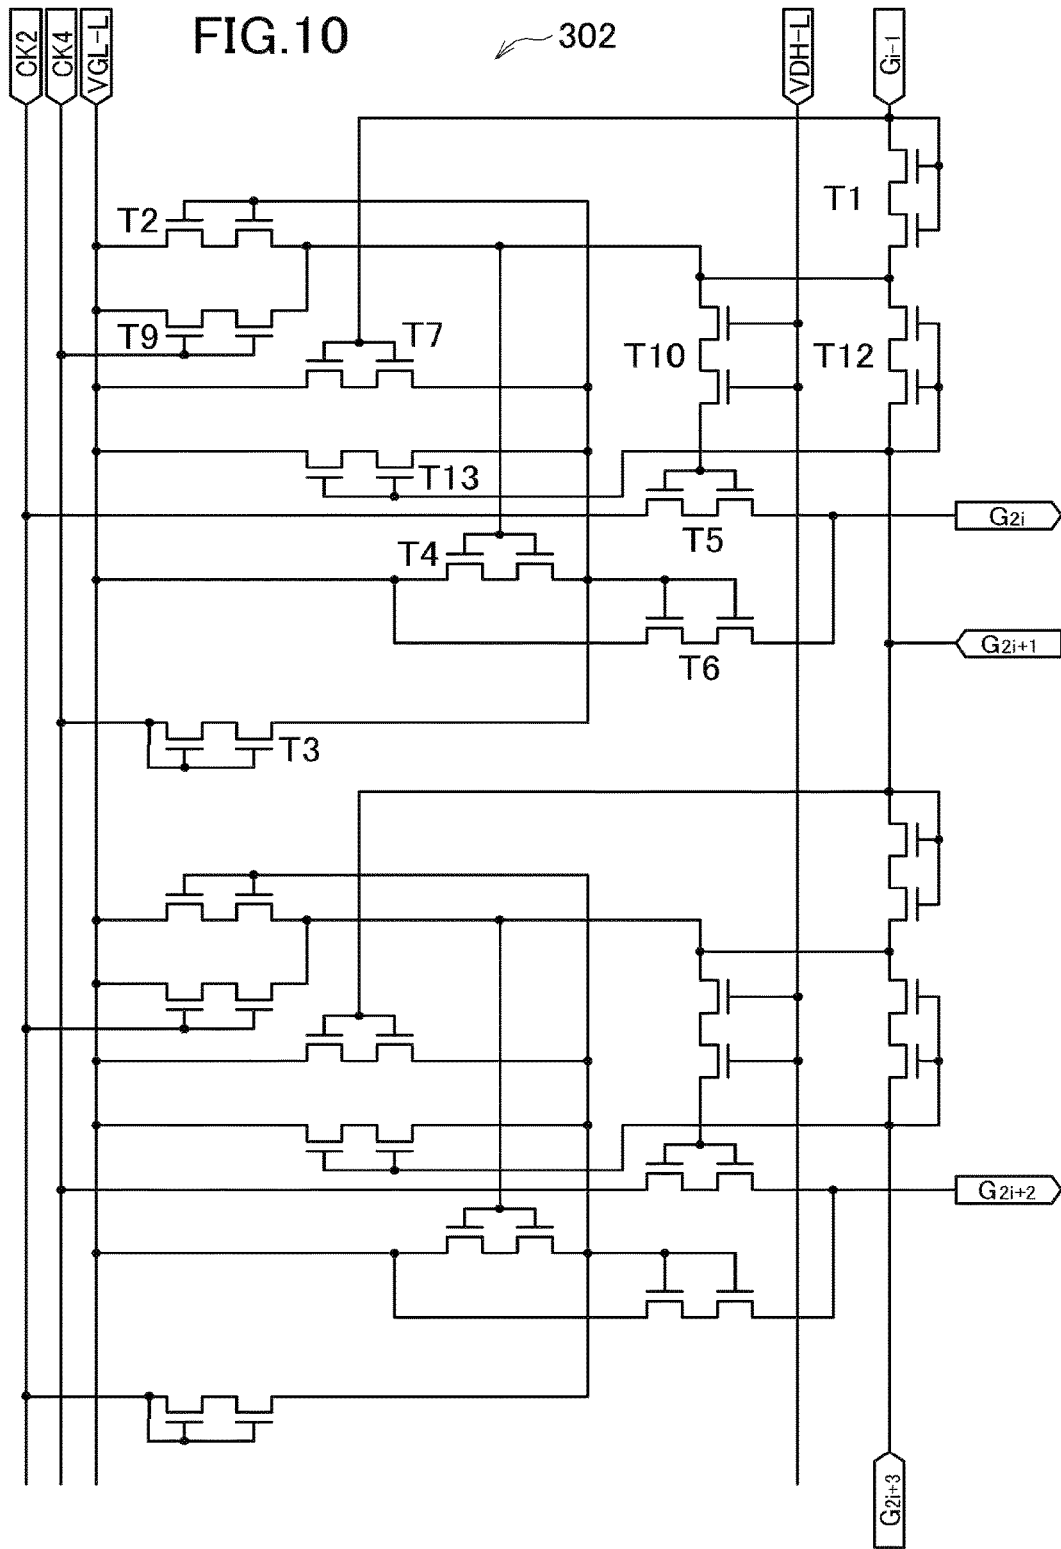 CK2
CK4
VGL-L
FIG.10
302
VDH-L
Gi-1
T1
T2
T9
T7
T10
T12
T13
T5
G2i
T4
T6
G2i+1
T3
G2i+2
G2i+3